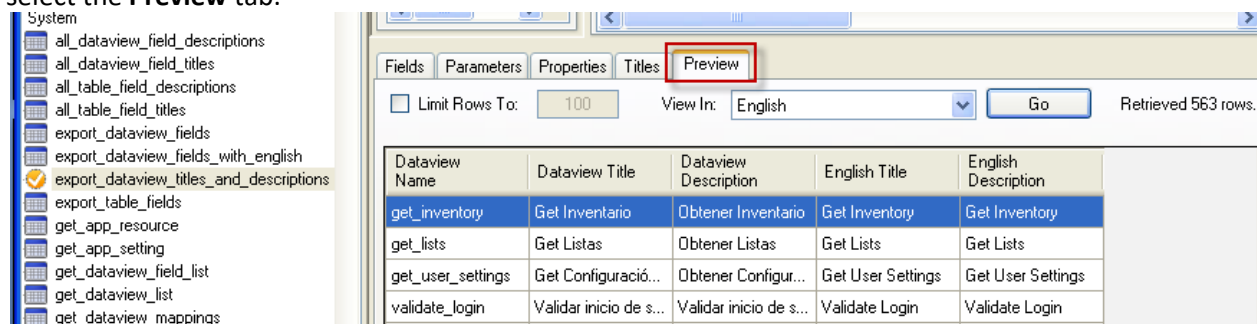 select the Preview tab.
System
all_dataview_field_descriptions
all_dataview_field_titles
all_table_field_descriptions
all_table_field_titles
export_dataview_fields
export_dataview_fields_with_english
export_dataview_titles_and_descriptions
export_table_fields
get_app_resource
get_app_setting
get_dataview_field_list
get_dataview_list
get_dataview_mappings
Fields Parameters Properties Titles Preview
Limit Rows To: 100 View In: English Go Retrieved 563 rows.
Dataview Name Dataview Title Dataview Description English Title English Description
get_inventory Get Inventario Obtener Inventario Get Inventory Get Inventory
get_lists Get Listas Obtener Listas Get Lists Get Lists
get_user_settings Get Configuració... Obtener Configur... Get User Settings Get User Settings
validate_login Validar inicio de s... Validar inicio de s... Validate Login Validate Login